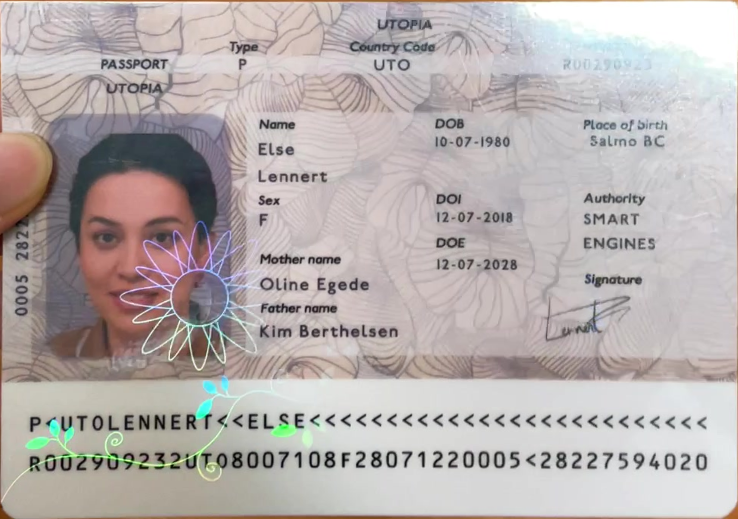 UTOPIA
Type
Country Code
PASSPORT
P
UTO
R00290923
UTOPIA
Name
DOB
Place of birth
Else
10-07-1980
Salmo BC
Lennert
Sex
DOI
Authority
F
12-07-2018
SMART
DOE
ENGINES
Mother name
12-07-2028
Signature
Oline Egede
Father name
Kim Berthelsen
P<UTOLENNERT<<ELSE<<<<<<<<<<<<<<<<<<<<<<<<<<
R002909232UTO8007108F28071220005<28227594020